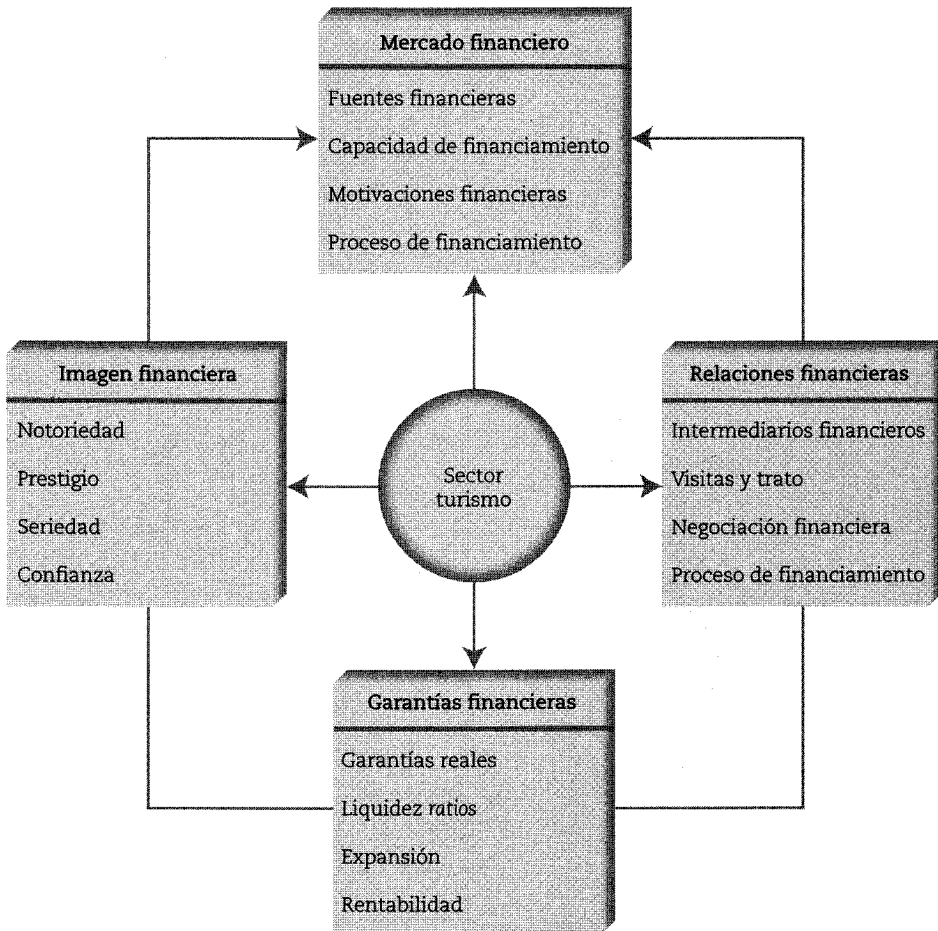 Mercado financiero
Fuentes financieras
Capacidad de financiamiento
Motivaciones financieras
Proceso de financiamiento
Imagen financiera
Notoriedad
Prestigio
Seriedad
Confianza
Sector
turismo
Relaciones financieras
Intermediarios financieros
Visitas y trato
Negociación financiera
Proceso de financiamiento
Garantías financieras
Garantías reales
Liquidez ratios
Expansión
Rentabilidad